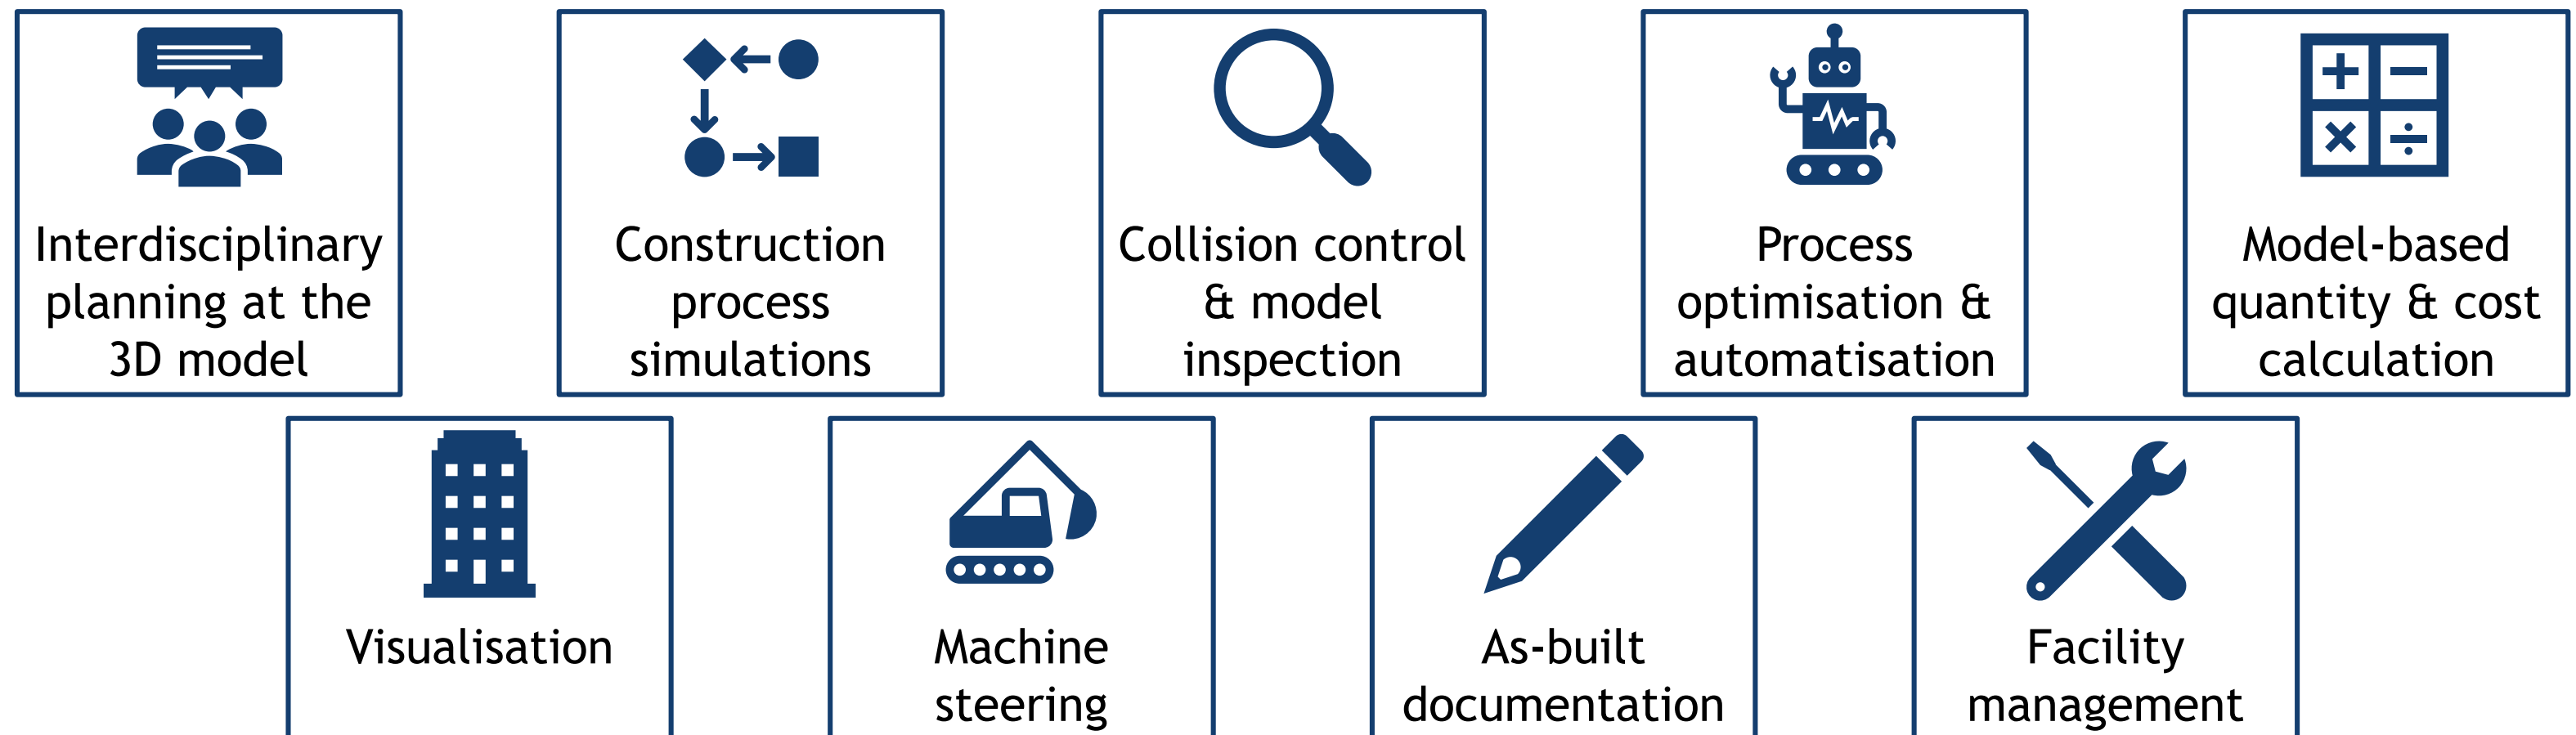 Interdisciplinary
planning at the
3D model
Construction
process
simulations
Collision control
& model
inspection
Process
optimisation &
automatisation
Model-based
quantity & cost
calculation
Visualisation
Machine
steering
As-built
documentation
Facility
management